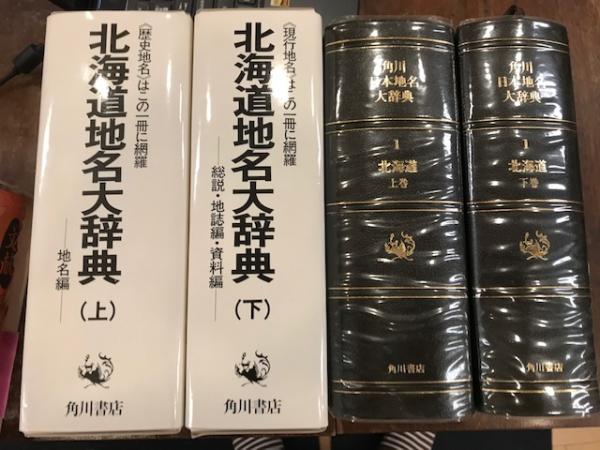 《歴史地名》はこの一冊に網羅
北海道地名大辞典(上)
──地名編──
角川書店
《現行地名》はこの一冊に網羅
北海道地名大辞典(下)
──総説・地誌編・資料編──
角川書店
角川
日本地名
大辞典
1
北海道
上巻
角川書店
角川
日本地名
大辞典
1
北海道
下巻
角川書店